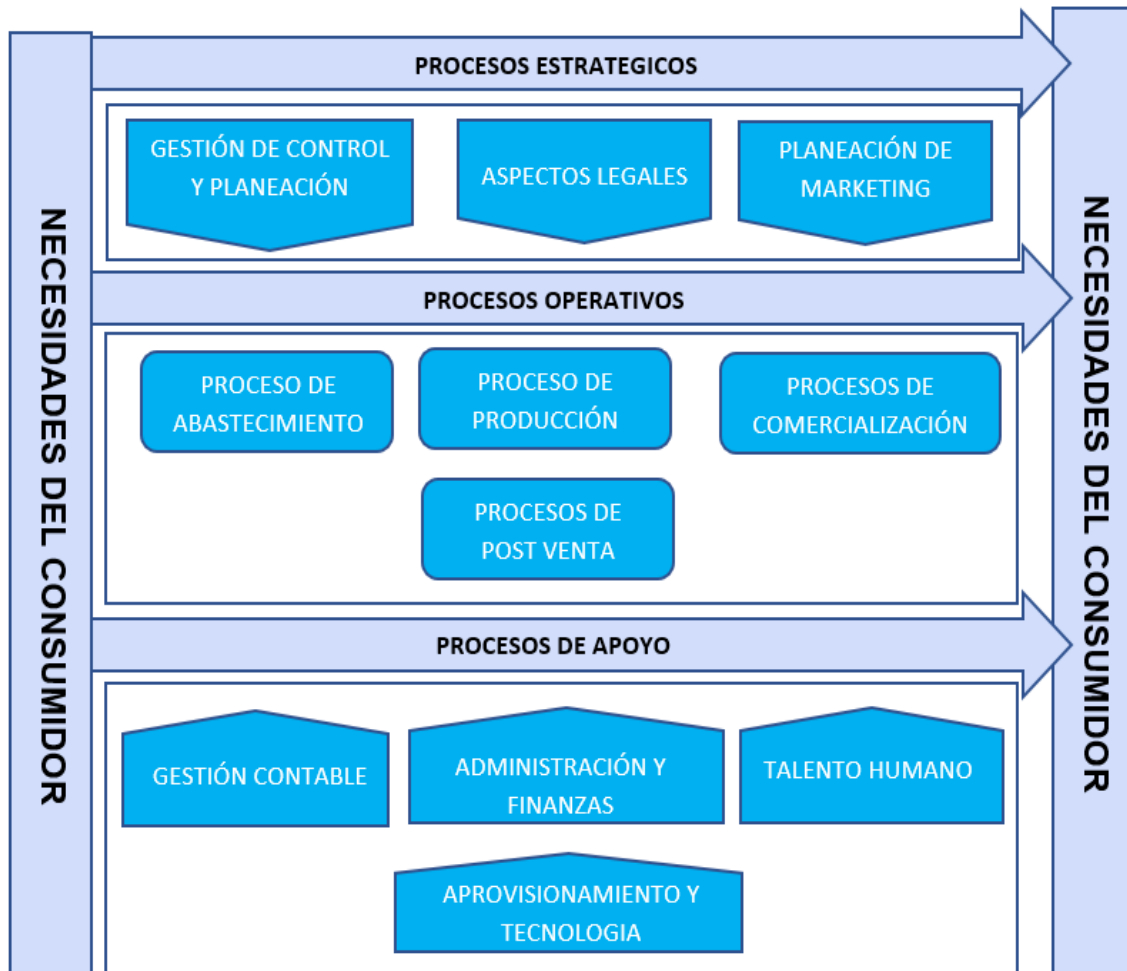 NECESIDADES DEL CONSUMIDOR
PROCESOS ESTRATEGICOS
GESTIÓN DE CONTROL
Y PLANEACIÓN
ASPECTOS LEGALES
PLANEACIÓN DE
MARKETING
PROCESOS OPERATIVOS
PROCESO DE
ABASTECIMIENTO
PROCESO DE
PRODUCCIÓN
PROCESOS DE
COMERCIALIZACIÓN
PROCESOS DE
POST VENTA
PROCESOS DE APOYO
GESTIÓN CONTABLE
ADMINISTRACIÓN Y
FINANZAS
TALENTO HUMANO
APROVISIONAMIENTO Y
TECNOLOGIA
NECESIDADES DEL CONSUMIDOR